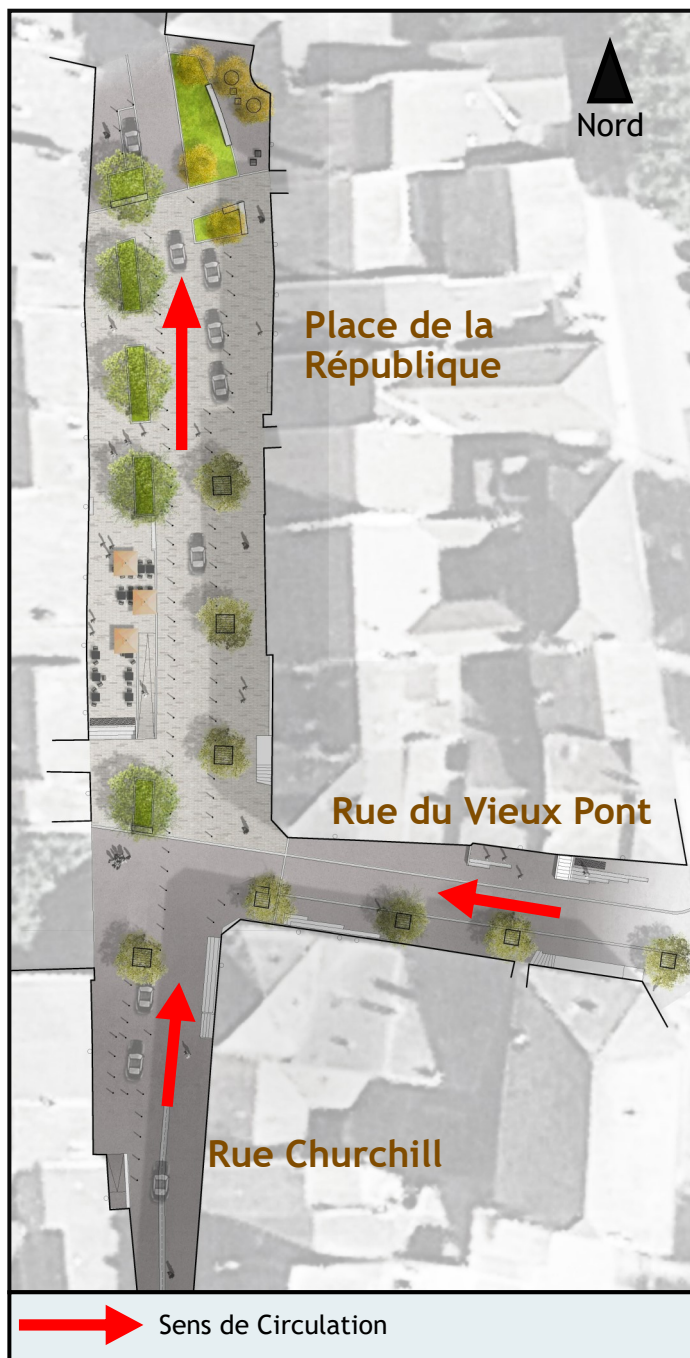 Nord
Place de la
République
Rue du Vieux Pont
Rue Churchill
Sens de Circulation